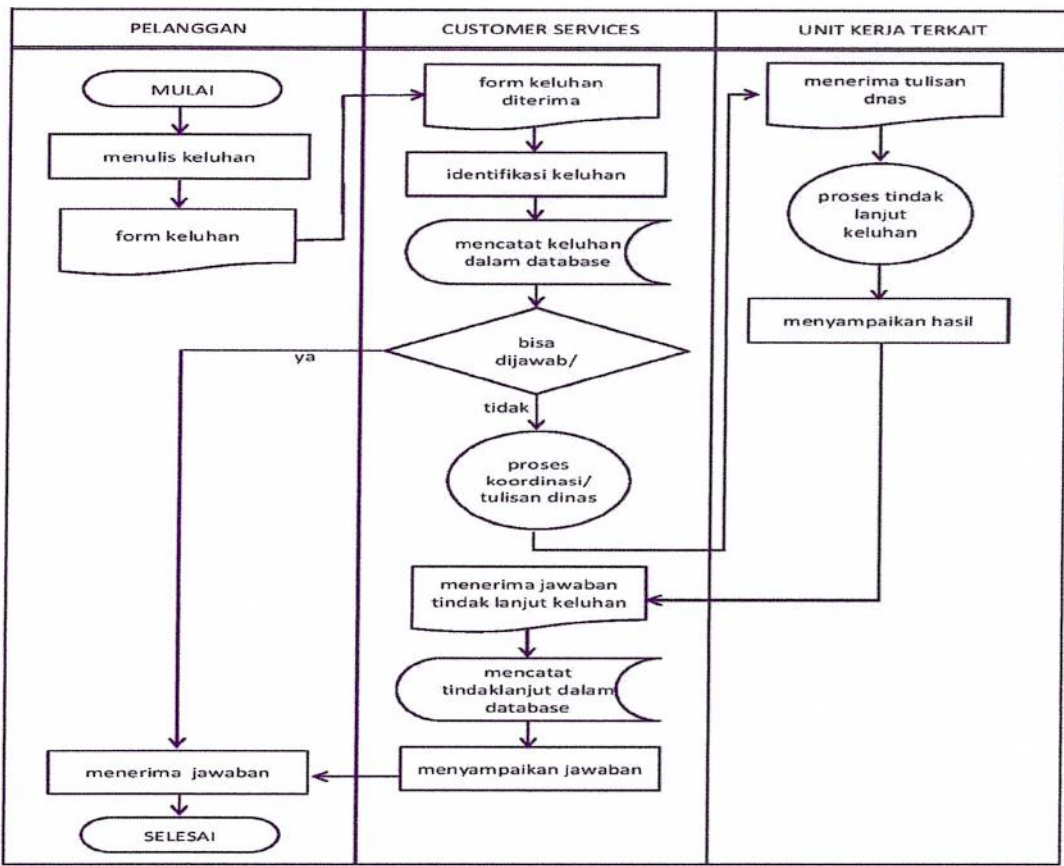 PELANGGAN
CUSTOMER SERVICES
UNIT KERJA TERKAIT
MULAI
menulis keluhan
form keluhan
form keluhan
diterima
identifikasi keluhan
mencatat keluhan
dalam database
bisa
dijawab/
ya
tidak
proses
koordinasi/
tulisan dinas
menerima tulisan
dnas
proses tindak
lanjut
keluhan
menyampaikan hasil
menerima jawaban
tindak lanjut keluhan
mencatat
tindaklanjut dalam
database
menyampaikan jawaban
menerima jawaban
SELESAI